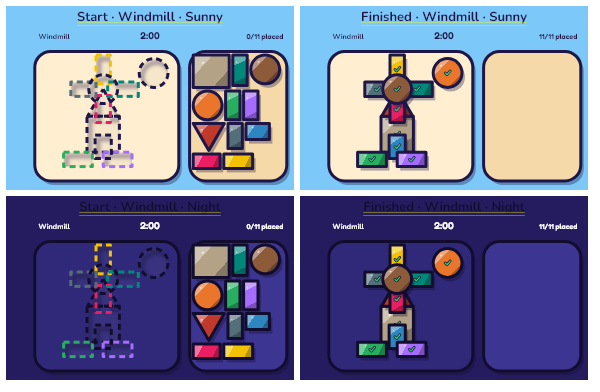 Start · Windmill · Sunny
Windmill 2:00 0/11 placed
Finished · Windmill · Sunny
Windmill 2:00 11/11 placed
Start · Windmill · Night
Windmill 2:00 0/11 placed
Finished · Windmill · Night
Windmill 2:00 11/11 placed